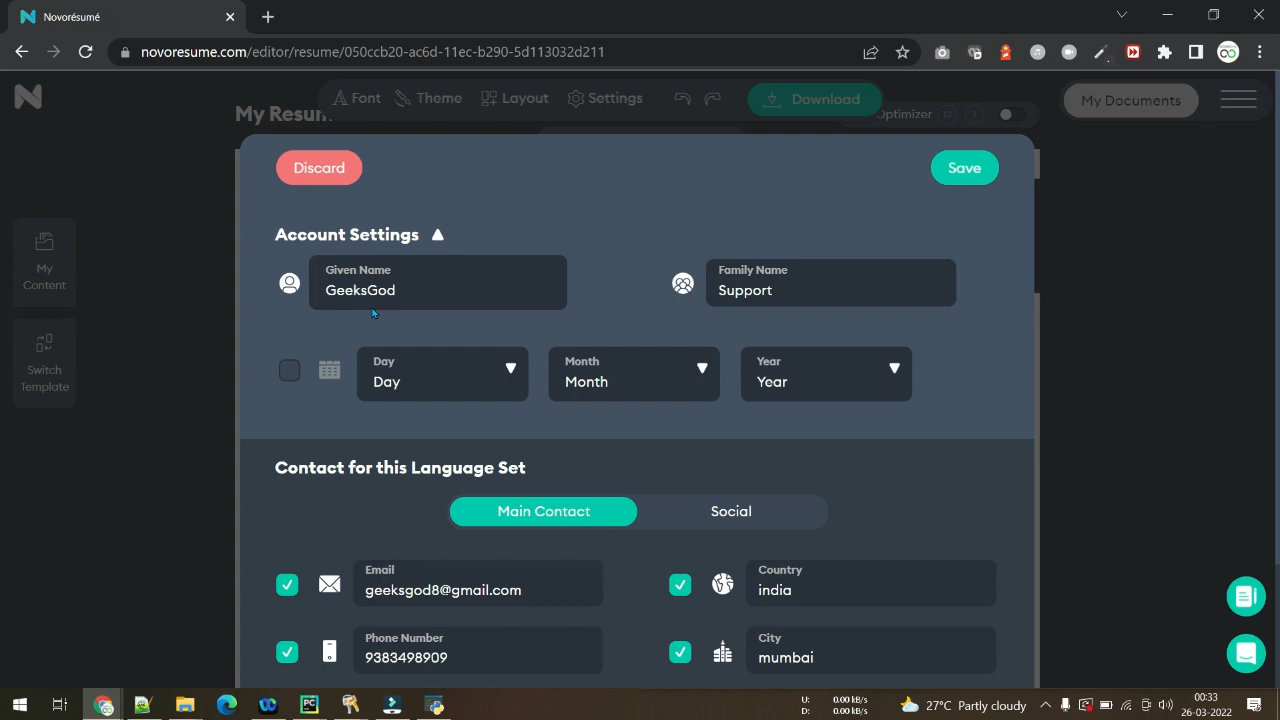 Novorésumé
novoresume.com/editor/resume/050ccb20-ac6d-11ec-b290-5d113032d211
My Resum
Font
Theme
Layout
Settings
Download
Optimizer
My Documents
Discard
Save
Account Settings
Given Name
GeeksGod
Family Name
Support
Day
Day
Month
Month
Year
Year
My
Content
Switch
Template
Contact for this Language Set
Main Contact
Social
Email
geeksgod8@gmail.com
Country
india
Phone Number
9383498909
City
mumbai
U: 0.00 kB/s
D: 0.00 kB/s
27°C Partly cloudy
00:33
26-03-2022